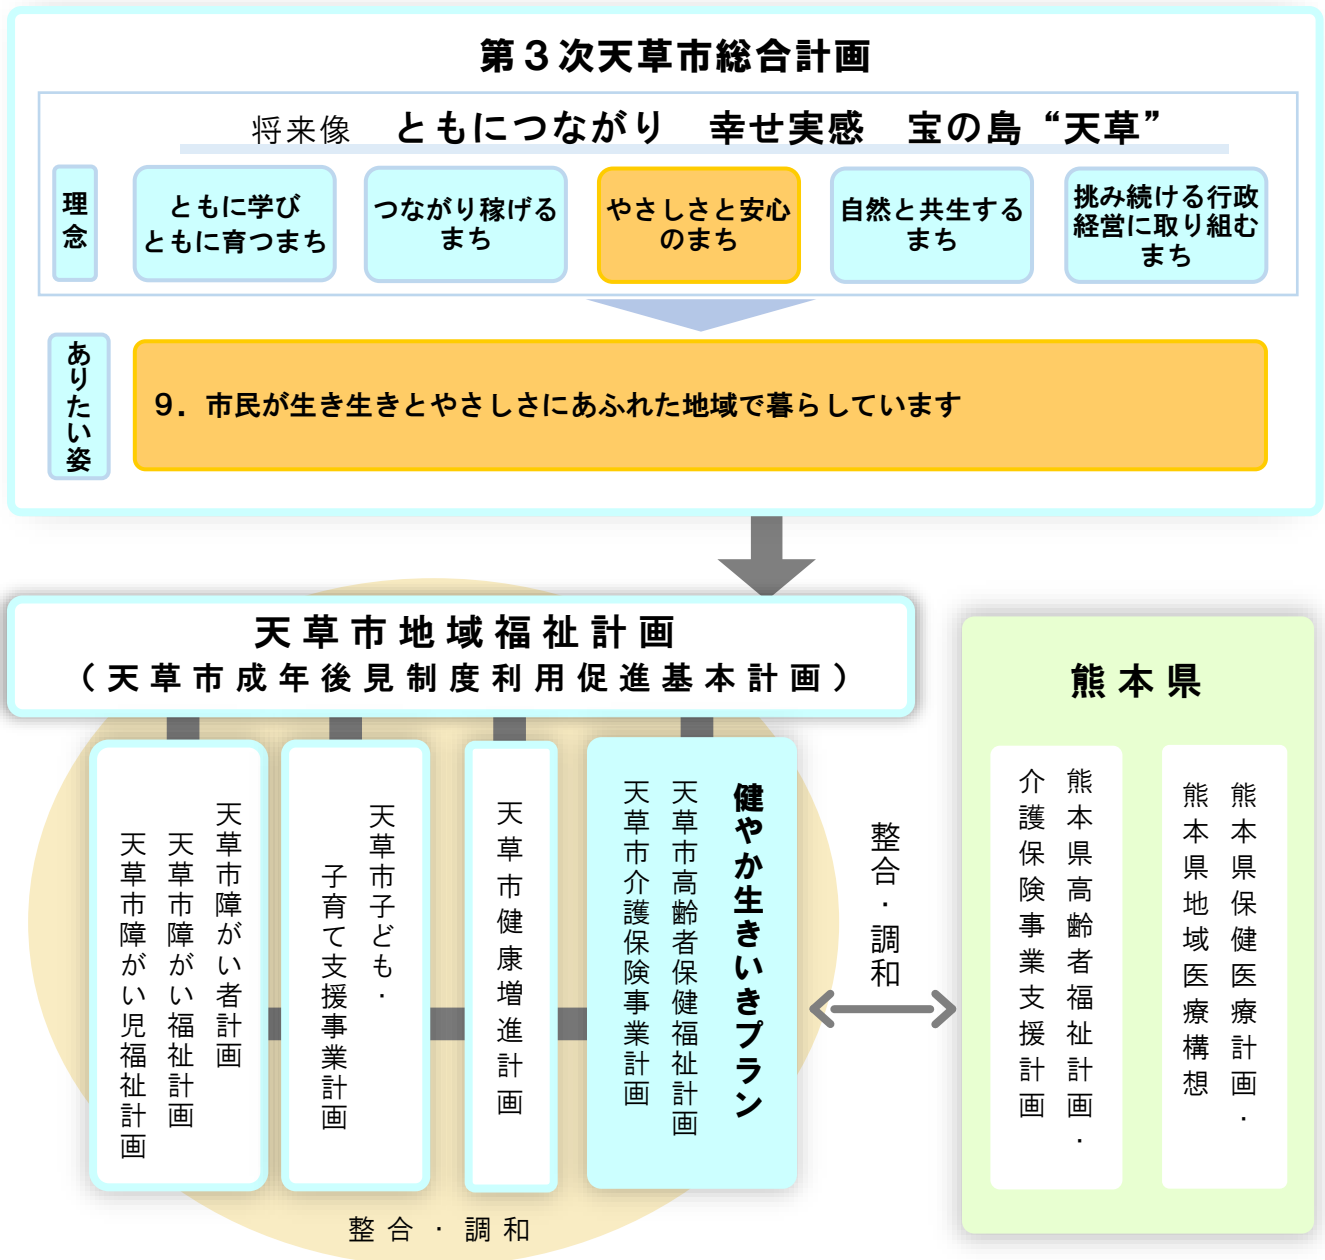 第3次天草市総合計画
将来像 ともにつながり 幸せ実感 宝の島“天草”
理念
ともに学び
ともに育つまち
つながり稼げる
まち
やさしさと安心
のまち
自然と共生する
まち
挑み続ける行政
経営に取り組む
まち
ありたい姿
9．市民が生き生きとやさしさにあふれた地域で暮らしています
天草市地域福祉計画
（天草市成年後見制度利用促進基本計画）
天草市障がい者計画
天草市障がい福祉計画
天草市障がい児福祉計画
天草市子ども・
子育て支援事業計画
天草市健康増進計画
健やか生きいきプラン
天草市高齢者保健福祉計画
天草市介護保険事業計画
整合・調和
整合・調和
熊本県
熊本県高齢者福祉計画・
介護保険事業支援計画
熊本県保健医療計画・
熊本県地域医療構想